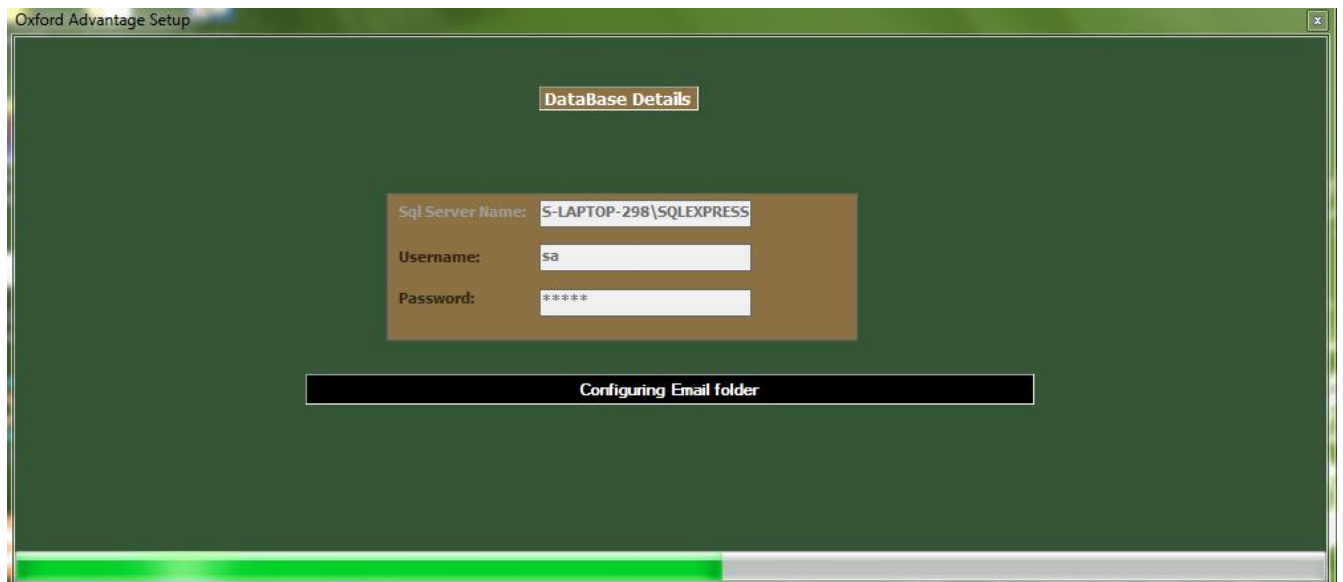 Oxford Advantage Setup
x
DataBase Details
Sql Server Name: S-LAPTOP-298\SQLEXPRESS
Username: sa
Password: *****
Configuring Email folder